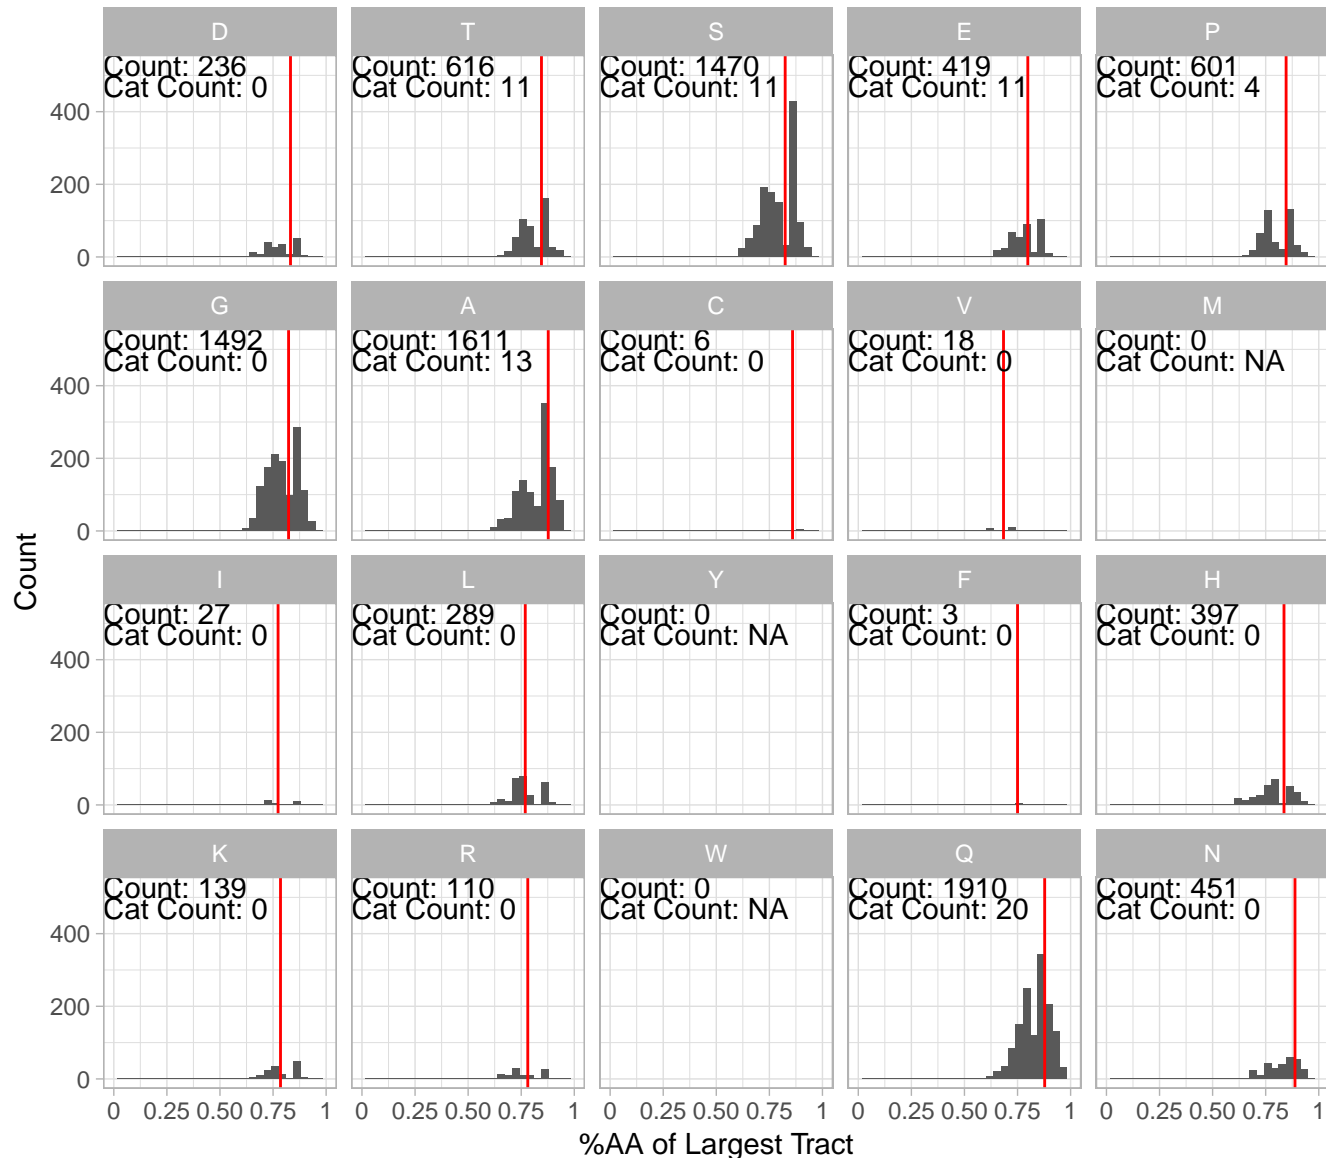 D
T
S
E
P
Count: 236
Cat Count: 0
Count: 616
Cat Count: 11
Count: 1470
Cat Count: 11
Count: 419
Cat Count: 11
Count: 601
Cat Count: 4
400
200
0
G
A
C
V
M
Count: 1492
Cat Count: 0
Count: 1611
Cat Count: 13
Count: 6
Cat Count: 0
Count: 18
Cat Count: 0
Count: 0
Cat Count: NA
400
200
0
Count
I
L
Y
F
H
Count: 27
Cat Count: 0
Count: 289
Cat Count: 0
Count: 0
Cat Count: NA
Count: 3
Cat Count: 0
Count: 397
Cat Count: 0
400
200
0
K
R
W
Q
N
Count: 139
Cat Count: 0
Count: 110
Cat Count: 0
Count: 0
Cat Count: NA
Count: 1910
Cat Count: 20
Count: 451
Cat Count: 0
400
200
0
0 0.25 0.50 0.75 1
0 0.25 0.50 0.75 1
0 0.25 0.50 0.75 1
0 0.25 0.50 0.75 1
0 0.25 0.50 0.75 1
%AA of Largest Tract